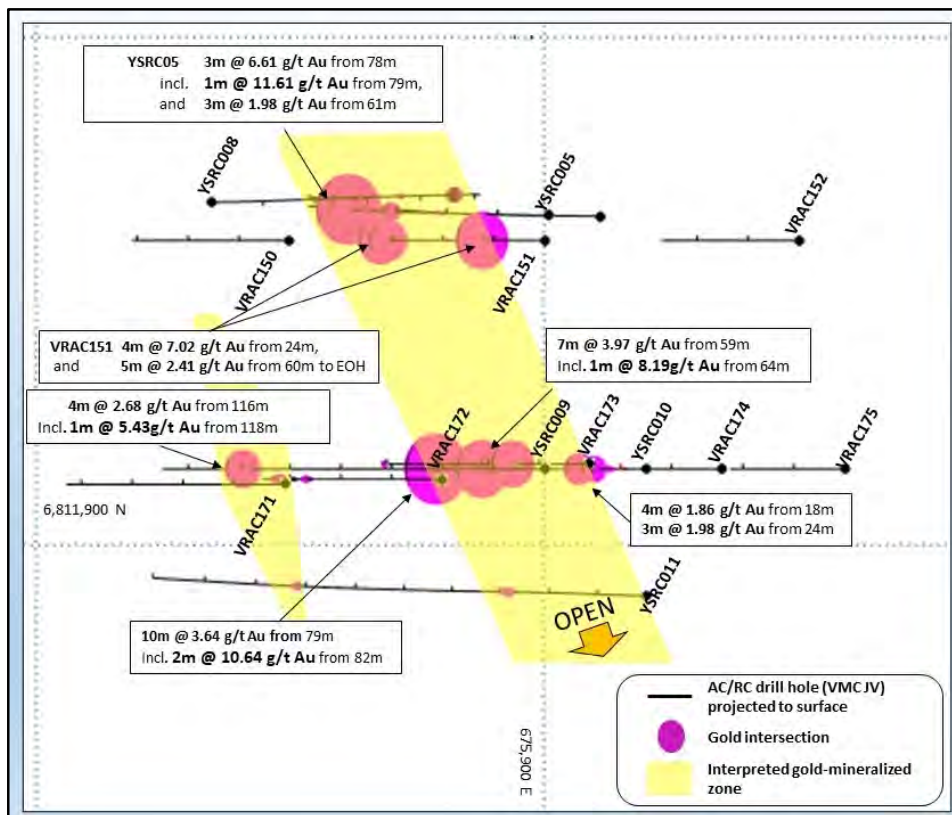 YSRC05 3m @ 6.61 g/t Au from 78m
incl. 1m @ 11.61 g/t Au from 79m,
and 3m @ 1.98 g/t Au from 61m
YSRC008
YSRC005
VRAC152
VRAC150
VRAC151
VRAC151 4m @ 7.02 g/t Au from 24m,
and 5m @ 2.41 g/t Au from 60m to EOH
7m @ 3.97 g/t Au from 59m
Incl. 1m @ 8.19g/t Au from 64m
4m @ 2.68 g/t Au from 116m
Incl. 1m @ 5.43g/t Au from 118m
VRAC172
YSRC009
VRAC173
YSRC010
VRAC174
VRAC175
6,811,900 N
VRAC171
4m @ 1.86 g/t Au from 18m
3m @ 1.98 g/t Au from 24m
YSRC011
OPEN
10m @ 3.64 g/t Au from 79m
Incl. 2m @ 10.64 g/t Au from 82m
675,900 E
AC/RC drill hole (VMC JV)
projected to surface
Gold intersection
Interpreted gold-mineralized
zone